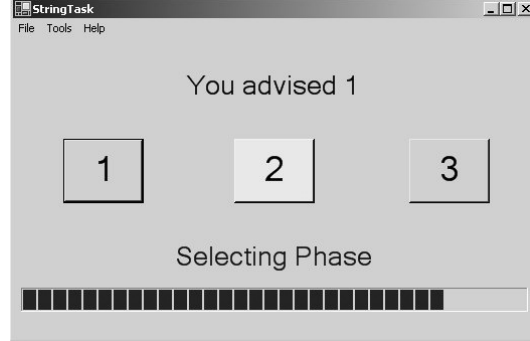 StringTask
File Tools Help
You advised 1
1 2 3
Selecting Phase